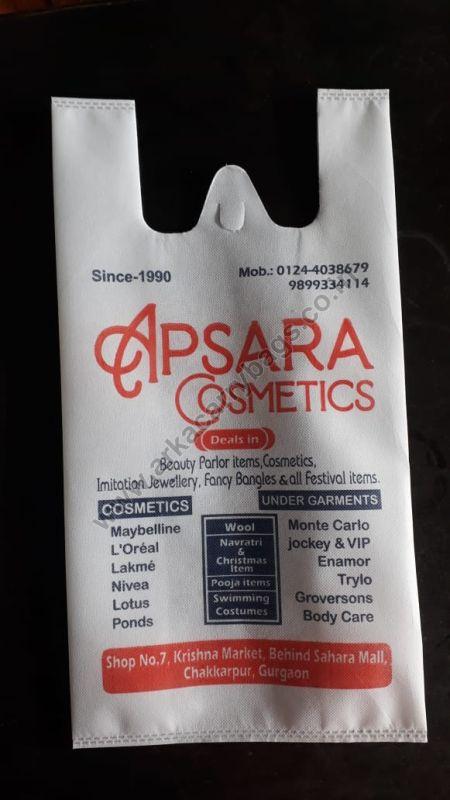 Since-1990
Mob.: 0124-4038679
9899334114
APSARA
COSMETICS
Deals in
Beauty Parlor items,Cosmetics,
Imitation Jewellery, Fancy Bangles & all Festival items.
COSMETICS
Maybelline
L'Oréal
Lakmé
Nivea
Lotus
Ponds
Wool
Navratri
&
Christmas
Item
Pooja items
Swimming
Costumes
UNDER GARMENTS
Monte Carlo
jockey & VIP
Enamor
Trylo
Groversons
Body Care
Shop No.7, Krishna Market, Behind Sahara Mall,
Chakkarpur, Gurgaon